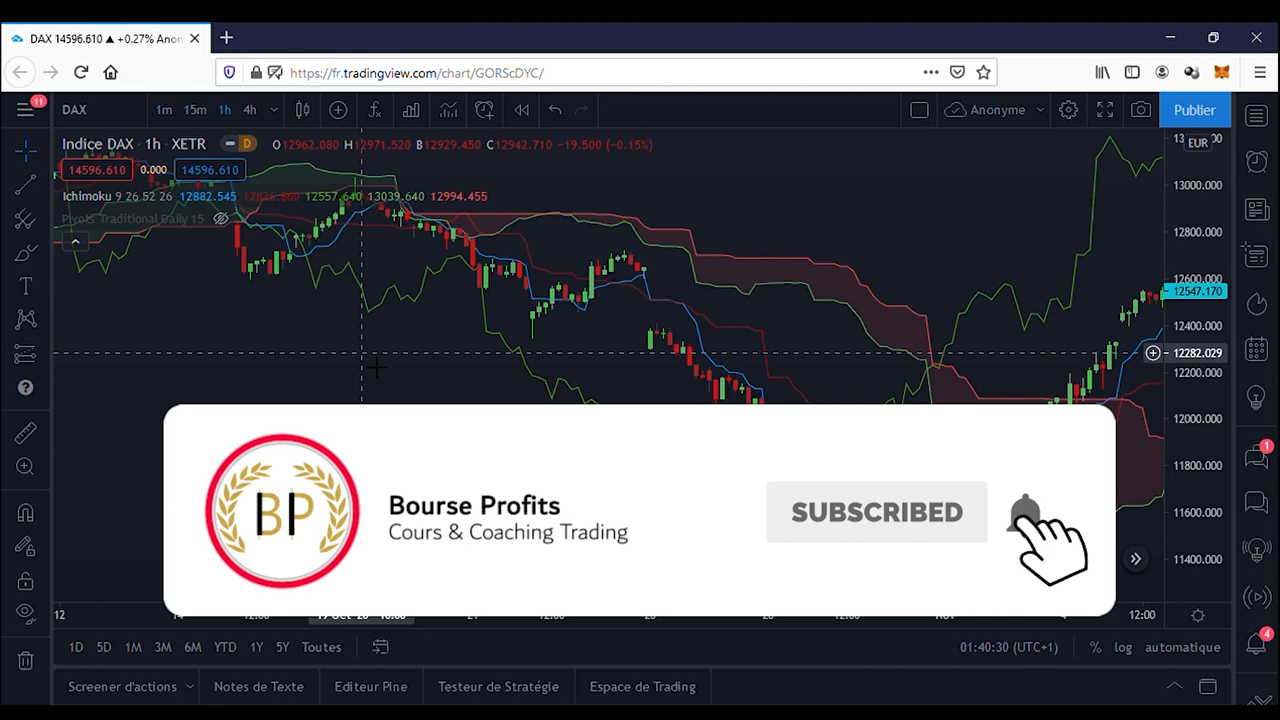 DAX 14596.610 ▲ +0.27% Anon
https://fr.tradingview.com/chart/GORScDYC/
11
DAX 1m 15m 1h 4h Anonyme Publier
Indice DAX · 1h · XETR D O12962.080 H12971.520 B12929.450 C12942.710 −19.500 (−0.15%)
14596.610 0.000 14596.610
Ichimoku 9 26 52 26 12882.545 12826.860 12557.640 13039.640 12994.455
Pivots Traditional Daily 15
EUR
13000.000
12800.000
12600.000
12547.170
12400.000
12282.029
12200.000
12000.000
11800.000
11600.000
11400.000
1
4
BP
Bourse Profits
Cours & Coaching Trading
SUBSCRIBED
12 12:00
1D 5D 1M 3M 6M YTD 1Y 5Y Toutes 01:40:30 (UTC+1) % log automatique
Screener d'actions Notes de Texte Editeur Pine Testeur de Stratégie Espace de Trading